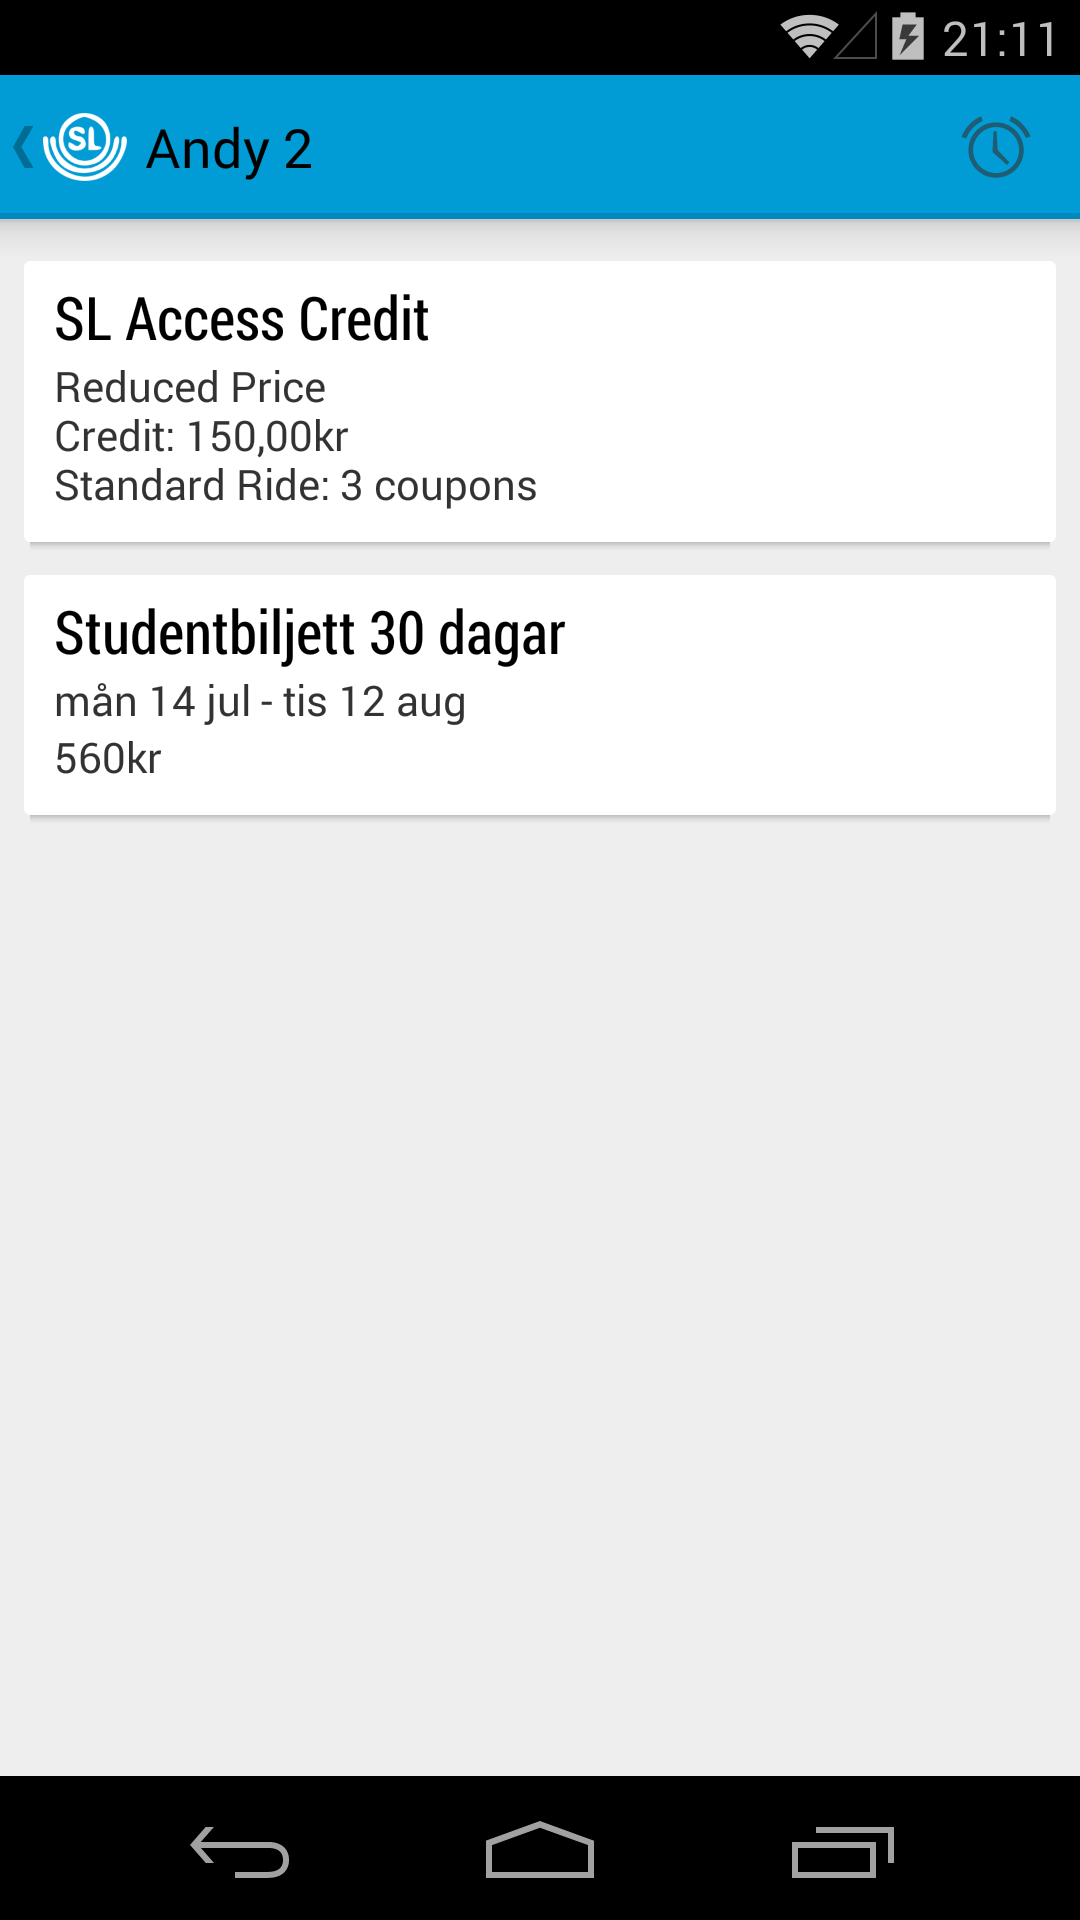 21:11
SL Andy 2
SL Access Credit
Reduced Price
Credit: 150,00kr
Standard Ride: 3 coupons
Studentbiljett 30 dagar
mån 14 jul - tis 12 aug
560kr